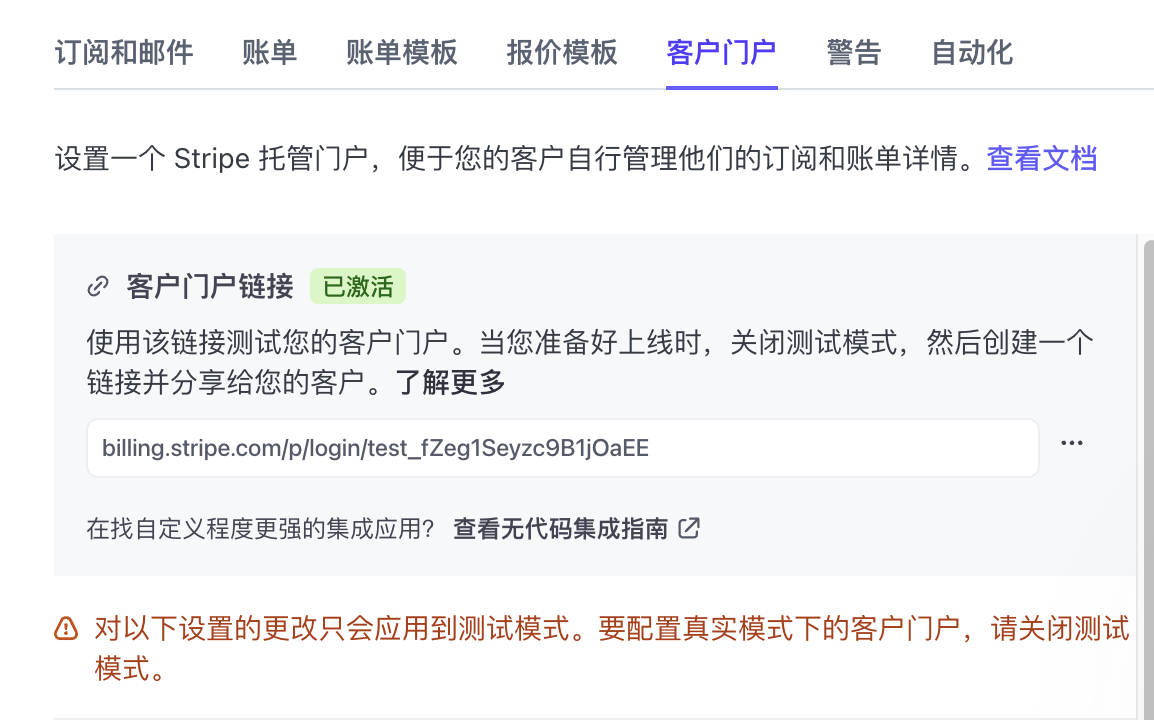 订阅和邮件 账单 账单模板 报价模板 客户门户 警告 自动化
设置一个 Stripe 托管门户，便于您的客户自行管理他们的订阅和账单详情。查看文档
客户门户链接 已激活
使用该链接测试您的客户门户。当您准备好上线时，关闭测试模式，然后创建一个
链接并分享给您的客户。了解更多
billing.stripe.com/p/login/test_fZeg1Seyzc9B1jOaEE
在找自定义程度更强的集成应用？ 查看无代码集成指南
对以下设置的更改只会应用到测试模式。要配置真实模式下的客户门户，请关闭测试
模式。